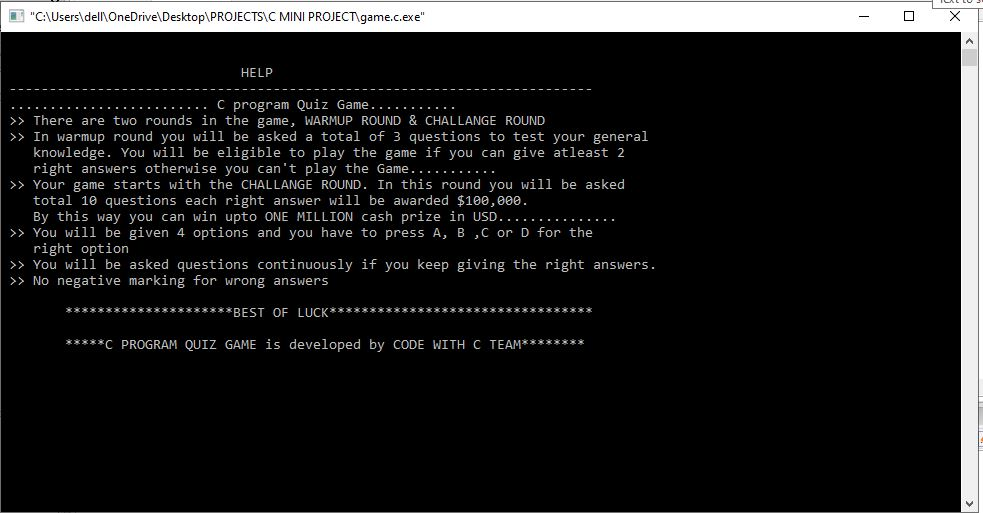 "C:\Users\dell\OneDrive\Desktop\PROJECTS\C MINI PROJECT\game.c.exe"
HELP
-------------------------------------------------------------------------
......................... C program Quiz Game...........
>> There are two rounds in the game, WARMUP ROUND & CHALLANGE ROUND
>> In warmup round you will be asked a total of 3 questions to test your general
knowledge. You will be eligible to play the game if you can give atleast 2
right answers otherwise you can't play the Game...........
>> Your game starts with the CHALLANGE ROUND. In this round you will be asked
total 10 questions each right answer will be awarded $100,000.
By this way you can win upto ONE MILLION cash prize in USD...............
>> You will be given 4 options and you have to press A, B ,C or D for the
right option
>> You will be asked questions continuously if you keep giving the right answers.
>> No negative marking for wrong answers
*********************BEST OF LUCK*********************************
*****C PROGRAM QUIZ GAME is developed by CODE WITH C TEAM********